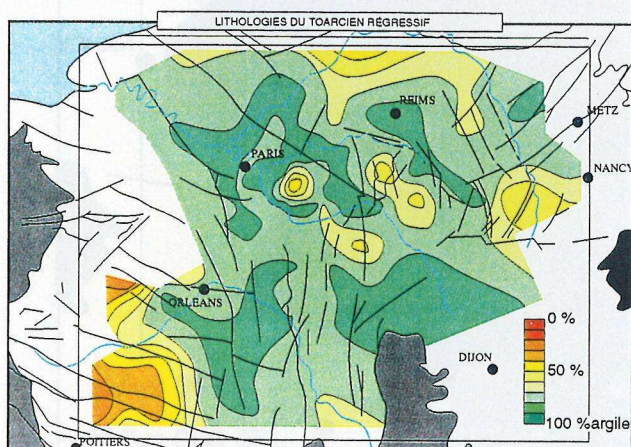 LITHOLOGIES DU TOARCIEN RÉGRESSIF
REIMS
METZ
PARIS
NANCY
ORLEANS
0 %
50 %
DIJON
100 %argile
POITIERS